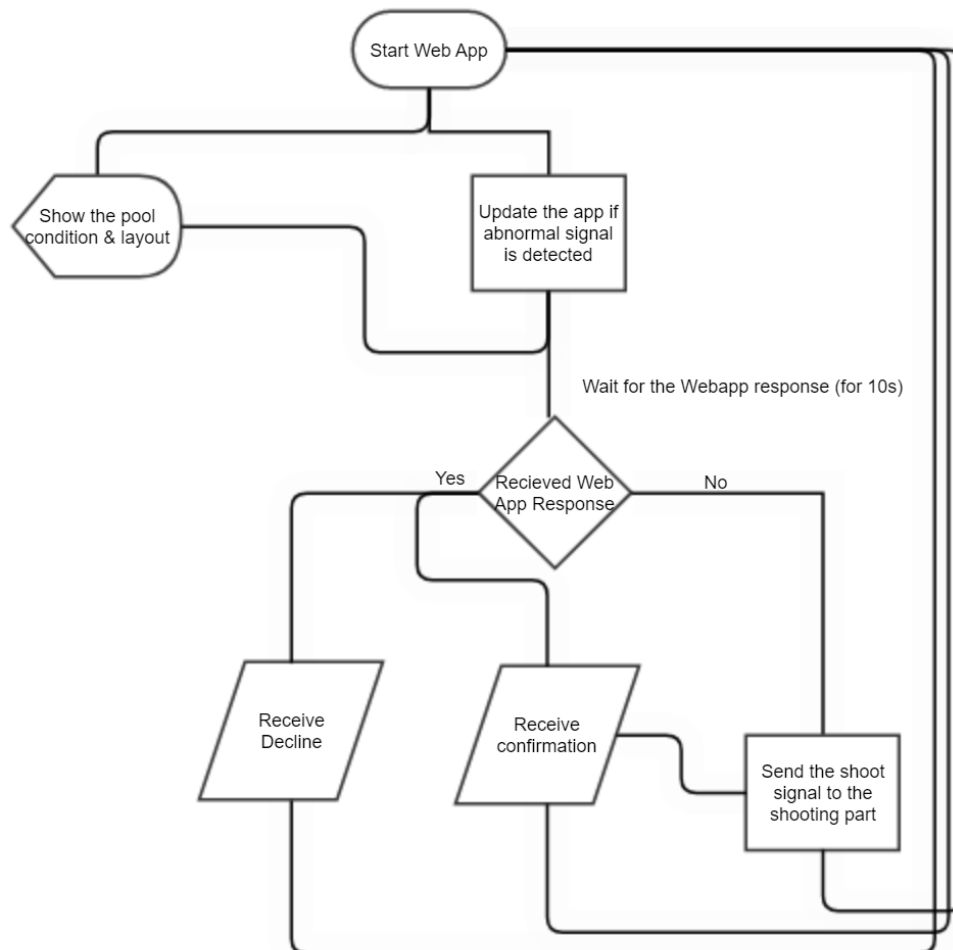 Start Web App
Show the pool
condition & layout
Update the app if
abnormal signal
is detected
Wait for the Webapp response (for 10s)
Yes
Recieved Web
App Response
No
Receive
Decline
Receive
confirmation
Send the shoot
signal to the
shooting part